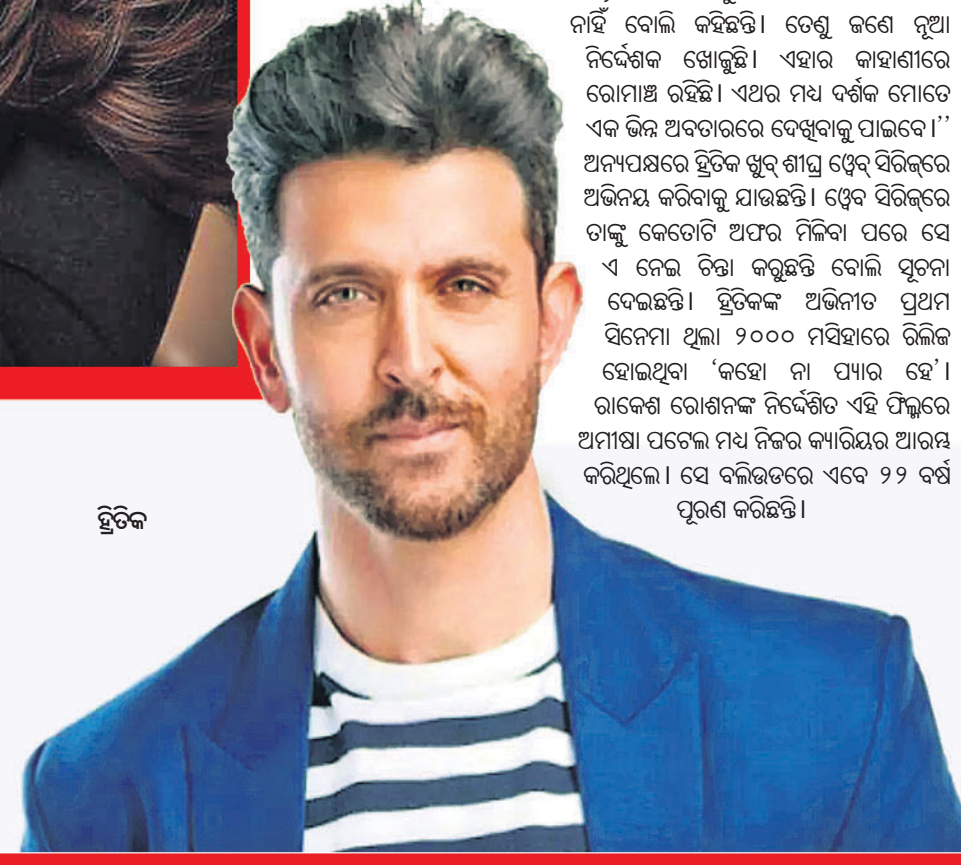 ନାହିଁ ବୋଲି କହିଛନ୍ତି। ତେଣୁ ଜଣେ ନୂଆ
ନିର୍ଦ୍ଦେଶକ ଖୋଜୁଛି। ଏହାର କାହାଣୀରେ
ରୋମାଞ୍ଚ ରହିଛି। ଏଥର ମଧ୍ୟ ଦର୍ଶକ ମୋତେ
ଏକ ଭିନ୍ନ ଅବତାରରେ ଦେଖିବାକୁ ପାଇବେ।''
ଅନ୍ୟପକ୍ଷରେ ହ୍ରିତିକ ଖୁବ୍ ଶୀଘ୍ର ୱେବ୍ ସିରିଜ୍‌ରେ
ଅଭିନୟ କରିବାକୁ ଯାଉଛନ୍ତି। ୱେବ ସିରିଜ୍‌ରେ
ତାଙ୍କୁ କେତୋଟି ଅଫର ମିଳିବା ପରେ ସେ
ଏ ନେଇ ଚିନ୍ତା କରୁଛନ୍ତି ବୋଲି ସୂଚନା
ଦେଇଛନ୍ତି। ହ୍ରିତିକଙ୍କ ଅଭିନୀତ ପ୍ରଥମ
ସିନେମା ଥିଲା ୨୦୦୦ ମସିହାରେ ରିଲିଜ
ହୋଇଥିବା ‘କହୋ ନା ପ୍ୟାର ହେ’।
ରାକେଶ ରୋଶନଙ୍କ ନିର୍ଦ୍ଦେଶିତ ଏହି ଫିଲ୍ମରେ
ଅମୀଷା ପଟେଲ ମଧ୍ୟ ନିଜର କ୍ୟାରିୟର ଆରମ୍ଭ
କରିଥିଲେ। ସେ ବଲିଉଡରେ ଏବେ ୨୨ ବର୍ଷ
ପୂରଣ କରିଛନ୍ତି।
ହ୍ରିତିକ